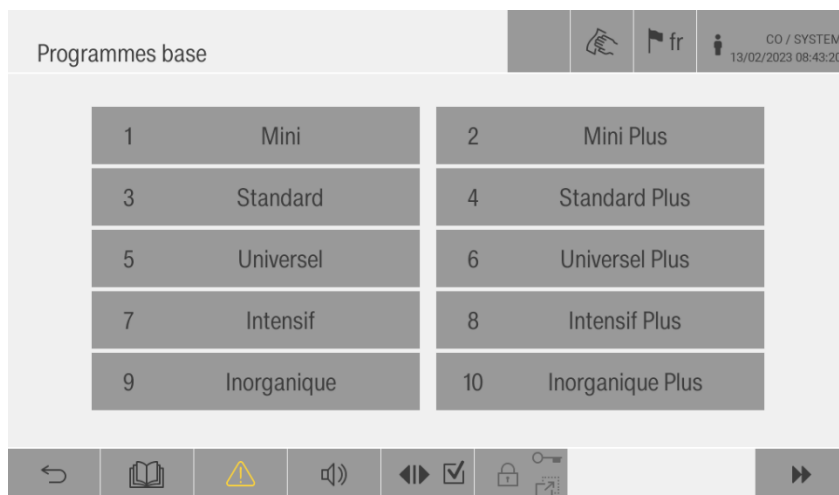 Programmes base
fr
CO / SYSTEM
13/02/2023 08:43:20
1 Mini
2 Mini Plus
3 Standard
4 Standard Plus
5 Universel
6 Universel Plus
7 Intensif
8 Intensif Plus
9 Inorganique
10 Inorganique Plus